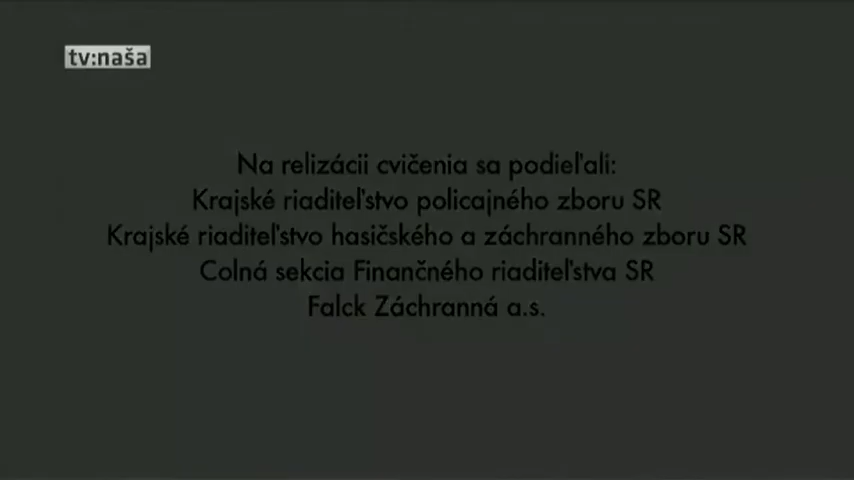 tv:naša
Na relizácii cvičenia sa podieľali:
Krajské riaditeľstvo policajného zboru SR
Krajské riaditeľstvo hasičského a záchranného zboru SR
Colná sekcia Finančného riaditeľstva SR
Falck Záchranná a.s.